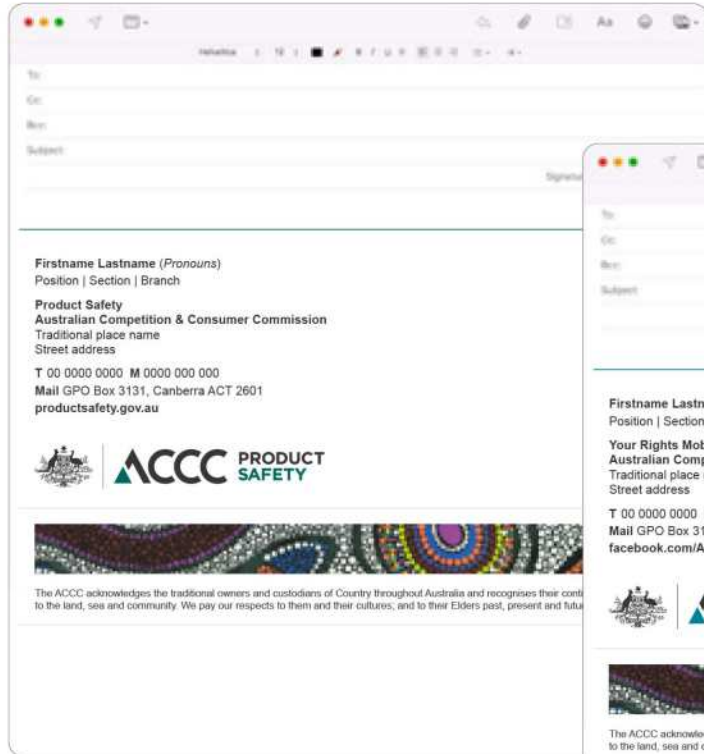 Aa
Helvetica
12
B I U S
To:
Cc:
Bcc:
Subject:
Firstname Lastname (Pronouns)
Position | Section | Branch
Product Safety
Australian Competition & Consumer Commission
Traditional place name
Street address
T 00 0000 0000 M 0000 000 000
Mail GPO Box 3131, Canberra ACT 2601
productsafety.gov.au
ACCC PRODUCT
SAFETY
The ACCC acknowledges the traditional owners and custodians of Country throughout Australia and recognises their conti
to the land, sea and community. We pay our respects to them and their cultures; and to their Elders past, present and futu
To:
Cc:
Bcc:
Subject:
Firstname Lastn
Position | Section
Your Rights Mob
Australian Comp
Traditional place
Street address
T 00 0000 0000
Mail GPO Box 31
facebook.com/A
The ACCC acknowle
to the land, sea and c